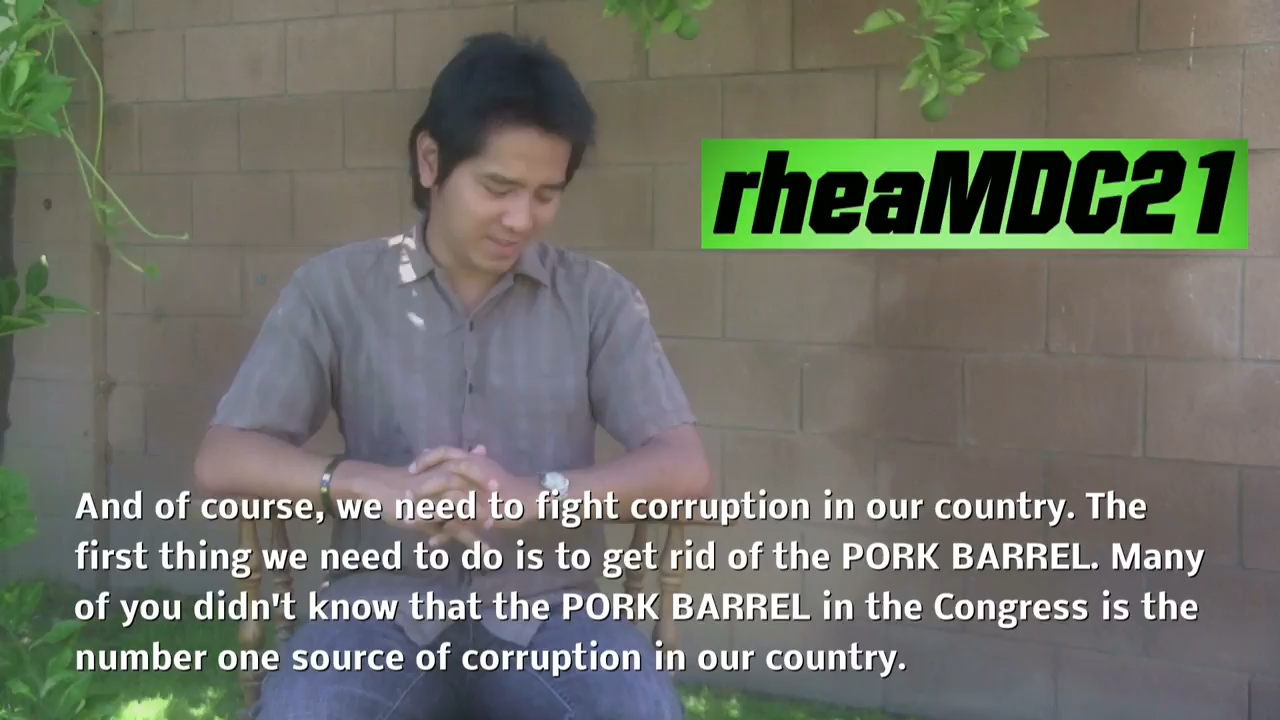 rheaMDC21
And of course, we need to fight corruption in our country. The
first thing we need to do is to get rid of the PORK BARREL. Many
of you didn't know that the PORK BARREL in the Congress is the
number one source of corruption in our country.